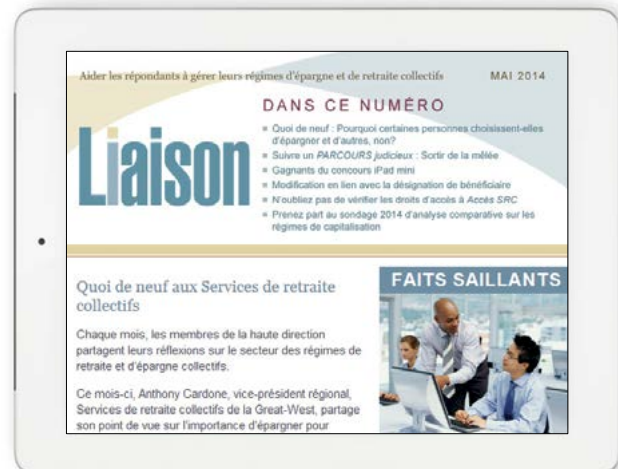 Aider les répondants à gérer leurs régimes d'épargne et de retraite collectifs
MAI 2014
Liaison
DANS CE NUMÉRO
Quoi de neuf : Pourquoi certaines personnes choisissent-elles
d'épargner et d'autres, non?
Suivre un PARCOURS judicieux : Sortir de la mêlée
Gagnants du concours iPad mini
Modification en lien avec la désignation de bénéficiaire
N'oubliez pas de vérifier les droits d'accès à Accès SRC
Prenez part au sondage 2014 d'analyse comparative sur les
régimes de capitalisation
Quoi de neuf aux Services de retraite
collectifs
Chaque mois, les membres de la haute direction
partagent leurs réflexions sur le secteur des régimes de
retraite et d'épargne collectifs.
Ce mois-ci, Anthony Cardone, vice-président régional,
Services de retraite collectifs de la Great-West, partage
son point de vue sur l'importance d'épargner pour
FAITS SAILLANTS